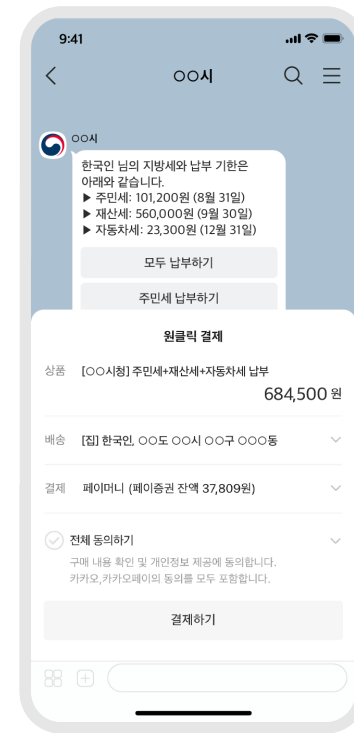 9:41
○○시
○○시
한국인 님의 지방세와 납부 기한은
아래와 같습니다.
▶ 주민세: 101,200원 (8월 31일)
▶ 재산세: 560,000원 (9월 30일)
▶ 자동차세: 23,300원 (12월 31일)
모두 납부하기
주민세 납부하기
원클릭 결제
상품 [○○시청] 주민세+재산세+자동차세 납부
684,500 원
배송 [집] 한국인, ○○도 ○○시 ○○구 ○○○동
결제 페이머니 (페이증권 잔액 37,809원)
전체 동의하기
구매 내용 확인 및 개인정보 제공에 동의합니다.
카카오,카카오페이의 동의를 모두 포함합니다.
결제하기